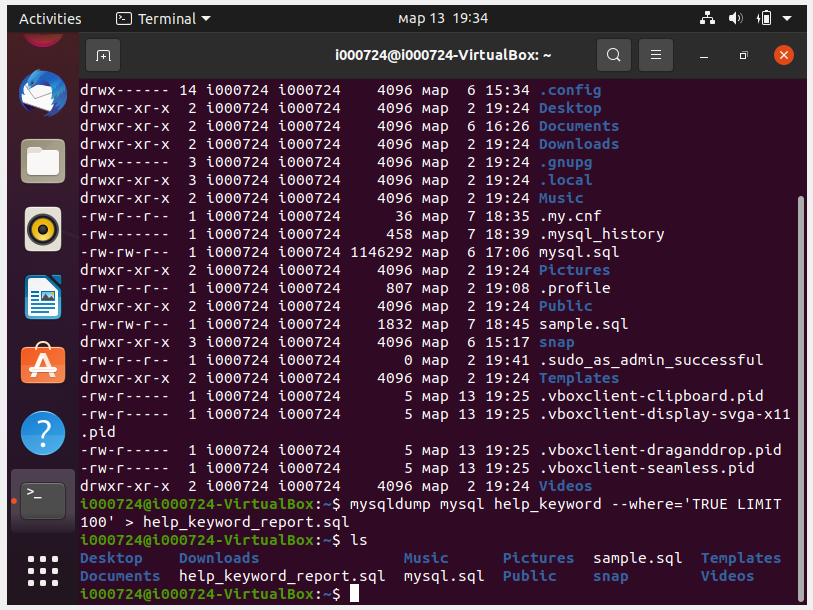 Activities Terminal мар 13 19:34
i000724@i000724-VirtualBox: ~
drwx------ 14 i000724 i000724 4096 мар 6 15:34 .config
drwxr-xr-x 2 i000724 i000724 4096 мар 2 19:24 Desktop
drwxr-xr-x 2 i000724 i000724 4096 мар 6 16:26 Documents
drwxr-xr-x 2 i000724 i000724 4096 мар 2 19:24 Downloads
drwx------ 3 i000724 i000724 4096 мар 2 19:24 .gnupg
drwxr-xr-x 3 i000724 i000724 4096 мар 2 19:24 .local
drwxr-xr-x 2 i000724 i000724 4096 мар 2 19:24 Music
-rw-r--r-- 1 i000724 i000724 36 мар 7 18:35 .my.cnf
-rw------- 1 i000724 i000724 458 мар 7 18:39 .mysql_history
-rw-rw-r-- 1 i000724 i000724 1146292 мар 6 17:06 mysql.sql
drwxr-xr-x 2 i000724 i000724 4096 мар 2 19:24 Pictures
-rw-r--r-- 1 i000724 i000724 807 мар 2 19:08 .profile
drwxr-xr-x 2 i000724 i000724 4096 мар 2 19:24 Public
-rw-rw-r-- 1 i000724 i000724 1832 мар 7 18:45 sample.sql
drwxr-xr-x 3 i000724 i000724 4096 мар 6 15:17 snap
-rw-r--r-- 1 i000724 i000724 0 мар 2 19:41 .sudo_as_admin_successful
drwxr-xr-x 2 i000724 i000724 4096 мар 2 19:24 Templates
-rw-r----- 1 i000724 i000724 5 мар 13 19:25 .vboxclient-clipboard.pid
-rw-r----- 1 i000724 i000724 5 мар 13 19:25 .vboxclient-display-svga-x11
.pid
-rw-r----- 1 i000724 i000724 5 мар 13 19:25 .vboxclient-draganddrop.pid
-rw-r----- 1 i000724 i000724 5 мар 13 19:25 .vboxclient-seamless.pid
drwxr-xr-x 2 i000724 i000724 4096 мар 2 19:24 Videos
i000724@i000724-VirtualBox:~$ mysqldump mysql help_keyword --where='TRUE LIMIT
100' > help_keyword_report.sql
i000724@i000724-VirtualBox:~$ ls
Desktop Downloads Music Pictures sample.sql Templates
Documents help_keyword_report.sql mysql.sql Public snap Videos
i000724@i000724-VirtualBox:~$